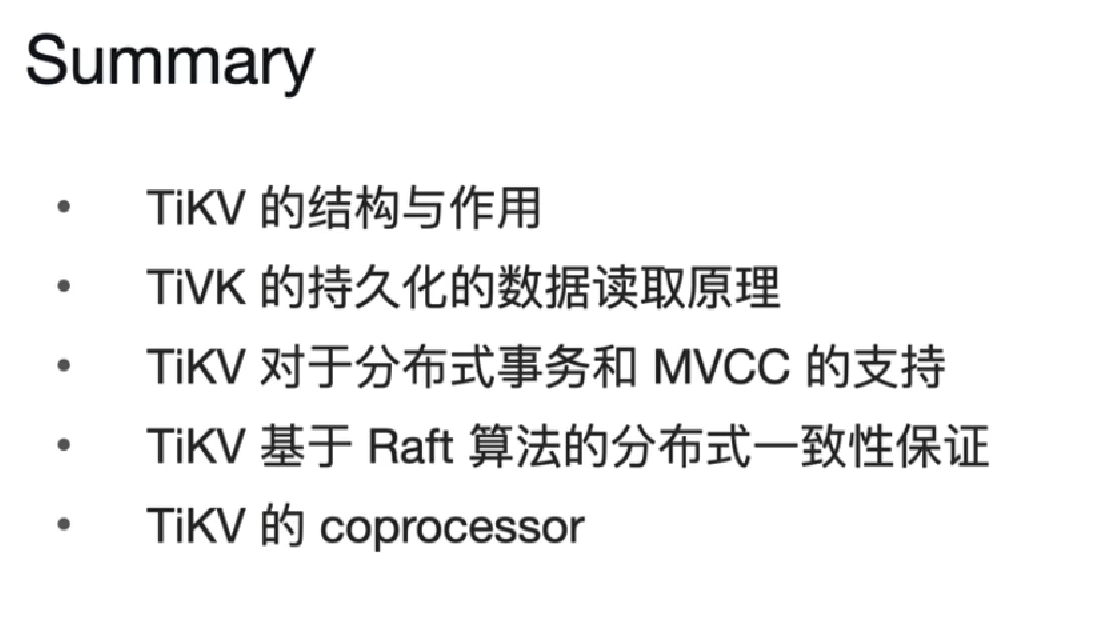 Summary
• TiKV 的结构与作用
• TiVK 的持久化的数据读取原理
• TiKV 对于分布式事务和 MVCC 的支持
• TiKV 基于 Raft 算法的分布式一致性保证
• TiKV 的 coprocessor